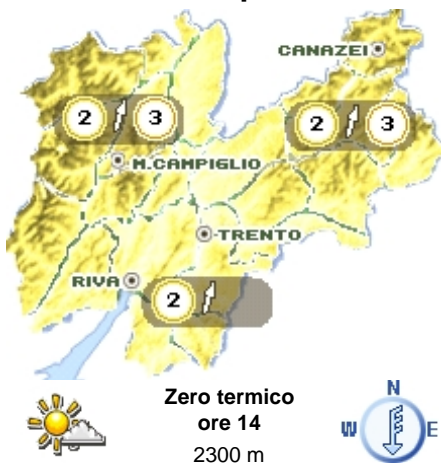 CANAZEI
2 3
2 3
M.CAMPIGLIO
TRENTO
RIVA
2
Zero termico
ore 14
2300 m
N
W E